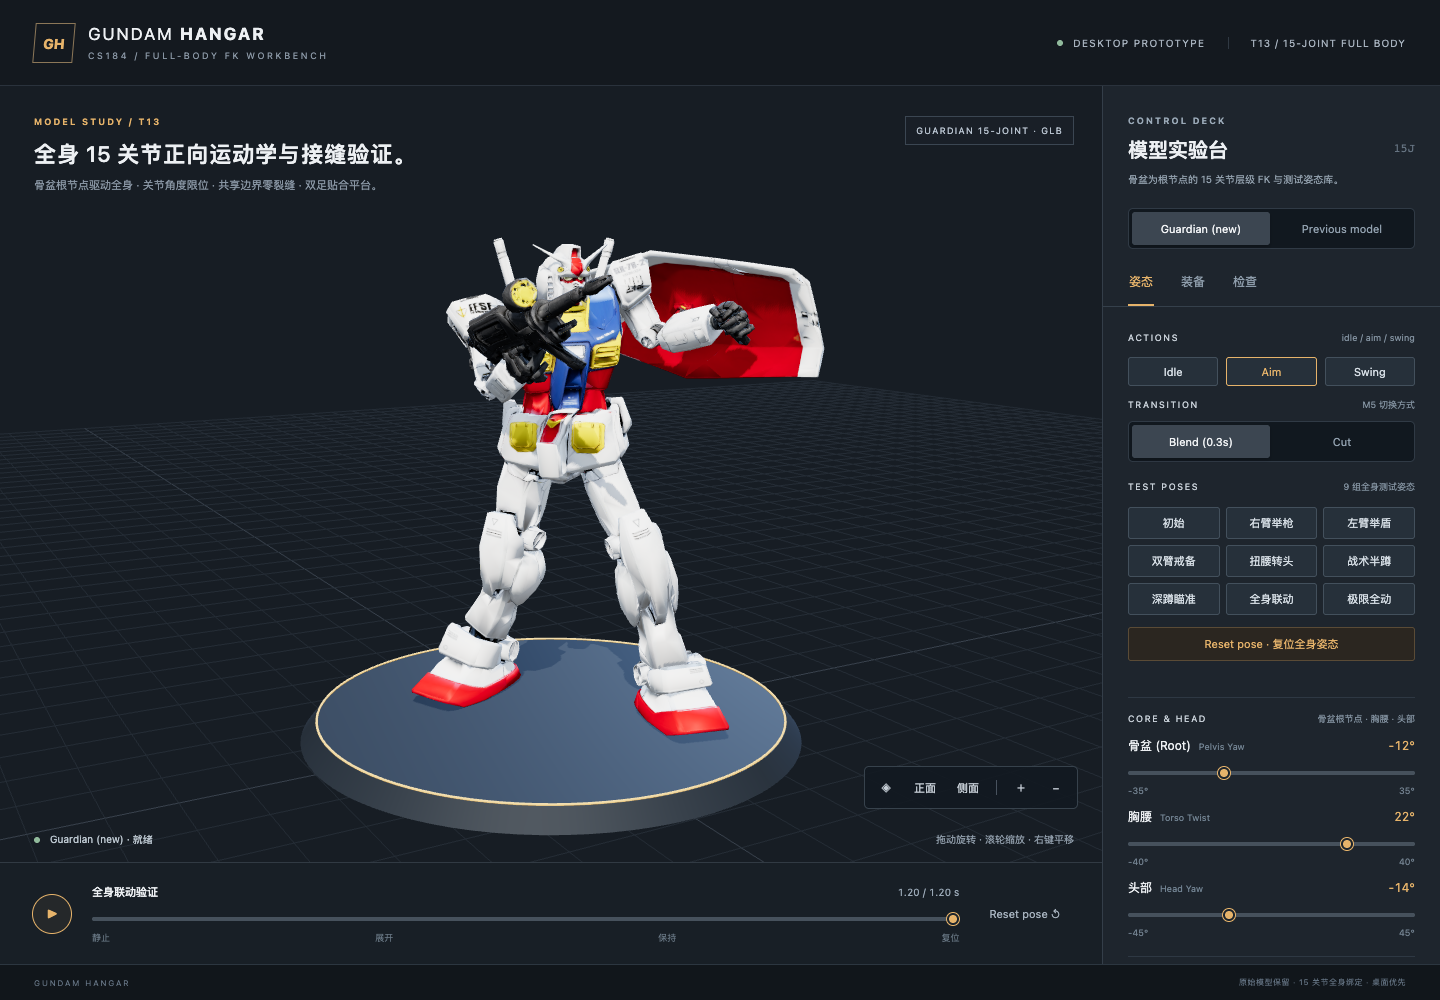 GH
GUNDAM HANGAR
CS184 / FULL-BODY FK WORKBENCH
DESKTOP PROTOTYPE
T13 / 15-JOINT FULL BODY
MODEL STUDY / T13
全身 15 关节正向运动学与接缝验证。
骨盆根节点驱动全身 · 关节角度限位 · 共享边界零裂缝 · 双足贴合平台。
GUARDIAN 15-JOINT · GLB
正面 侧面 + −
Guardian (new) · 就绪
拖动旋转 · 滚轮缩放 · 右键平移
全身联动验证
1.20 / 1.20 s
静止 展开 保持 复位
Reset pose
CONTROL DECK
模型实验台
15J
骨盆为根节点的 15 关节层级 FK 与测试姿态库。
Guardian (new) Previous model
姿态 装备 检查
ACTIONS idle / aim / swing
Idle Aim Swing
TRANSITION M5 切换方式
Blend (0.3s) Cut
TEST POSES 9 组全身测试姿态
初始 右臂举枪 左臂举盾
双臂戒备 扭腰转头 战术半蹲
深蹲瞄准 全身联动 极限全动
Reset pose · 复位全身姿态
CORE & HEAD 骨盆根节点 · 胸腰 · 头部
骨盆 (Root) Pelvis Yaw -12°
-35° 35°
胸腰 Torso Twist 22°
-40° 40°
头部 Head Yaw -14°
-45° 45°
GUNDAM HANGAR
原始模型保留 · 15 关节全身绑定 · 桌面优先